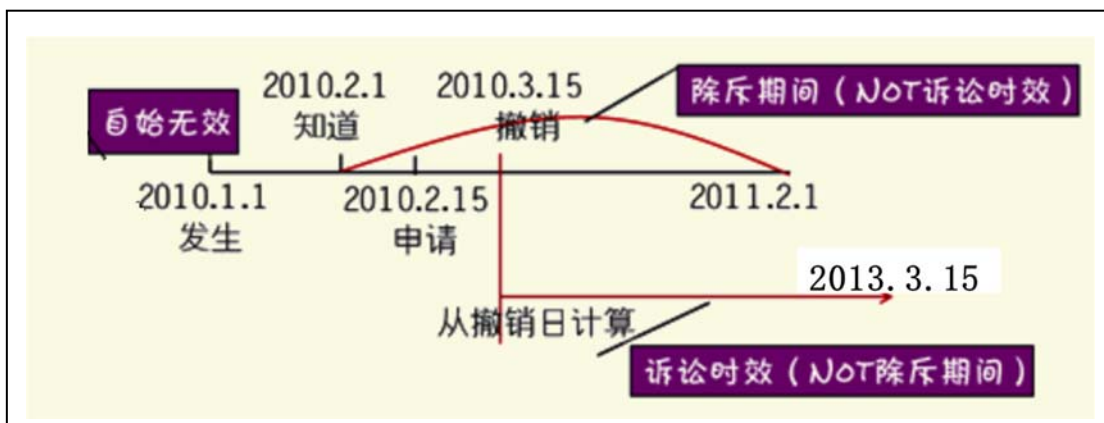 2010.2.1
知道
2010.3.15
撤销
除斥期间（NOT诉讼时效）
自始无效
2010.1.1
发生
2010.2.15
申请
2011.2.1
2013.3.15
从撤销日计算
诉讼时效（NOT除斥期间）